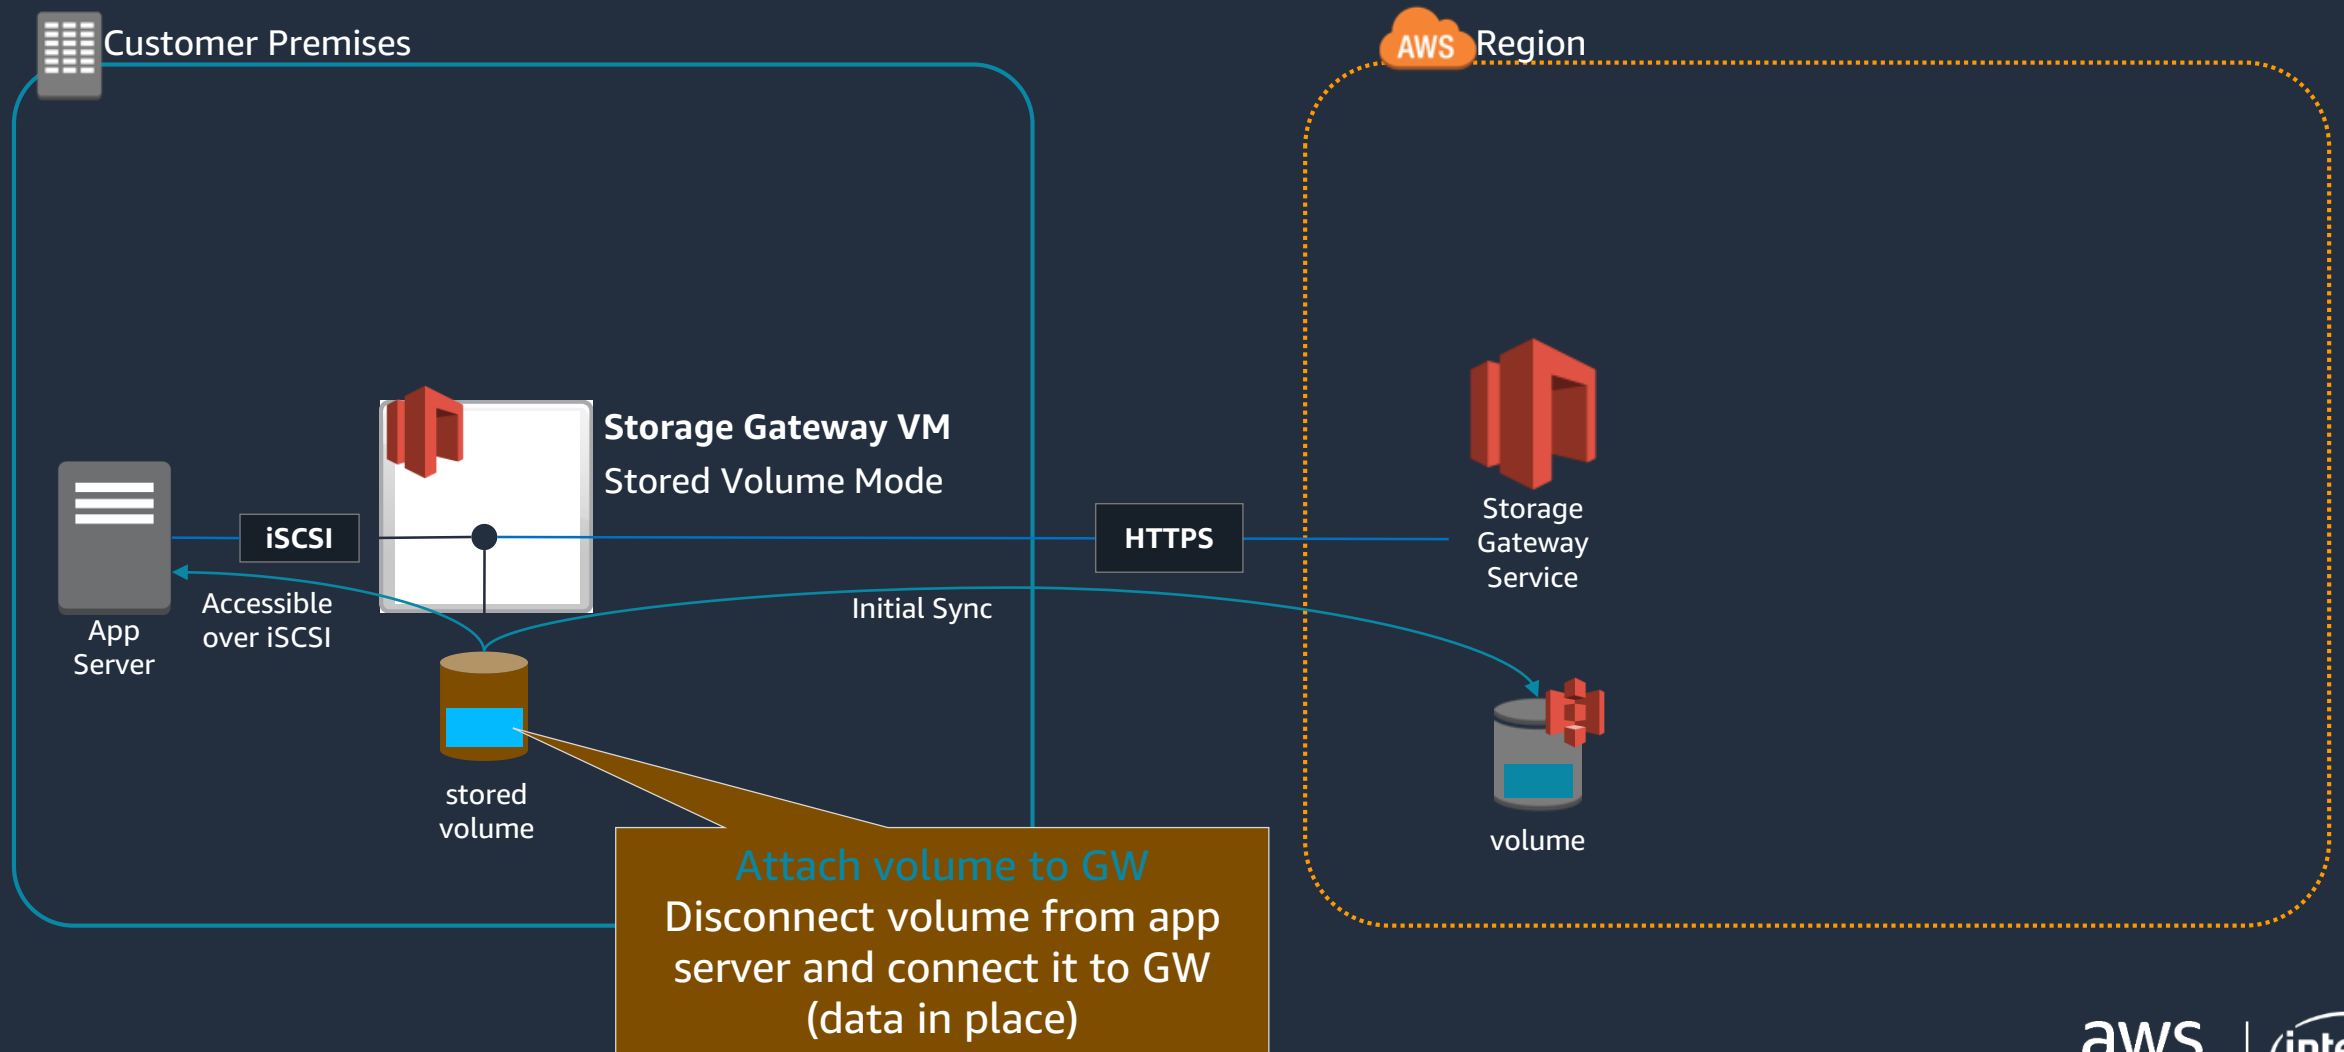 Customer Premises
AWS Region
Storage Gateway VM
Stored Volume Mode
iSCSI
HTTPS
Storage
Gateway
Service
Accessible
over iSCSI
App
Server
Initial Sync
stored
volume
volume
Attach volume to GW
Disconnect volume from app
server and connect it to GW
(data in place)
aws